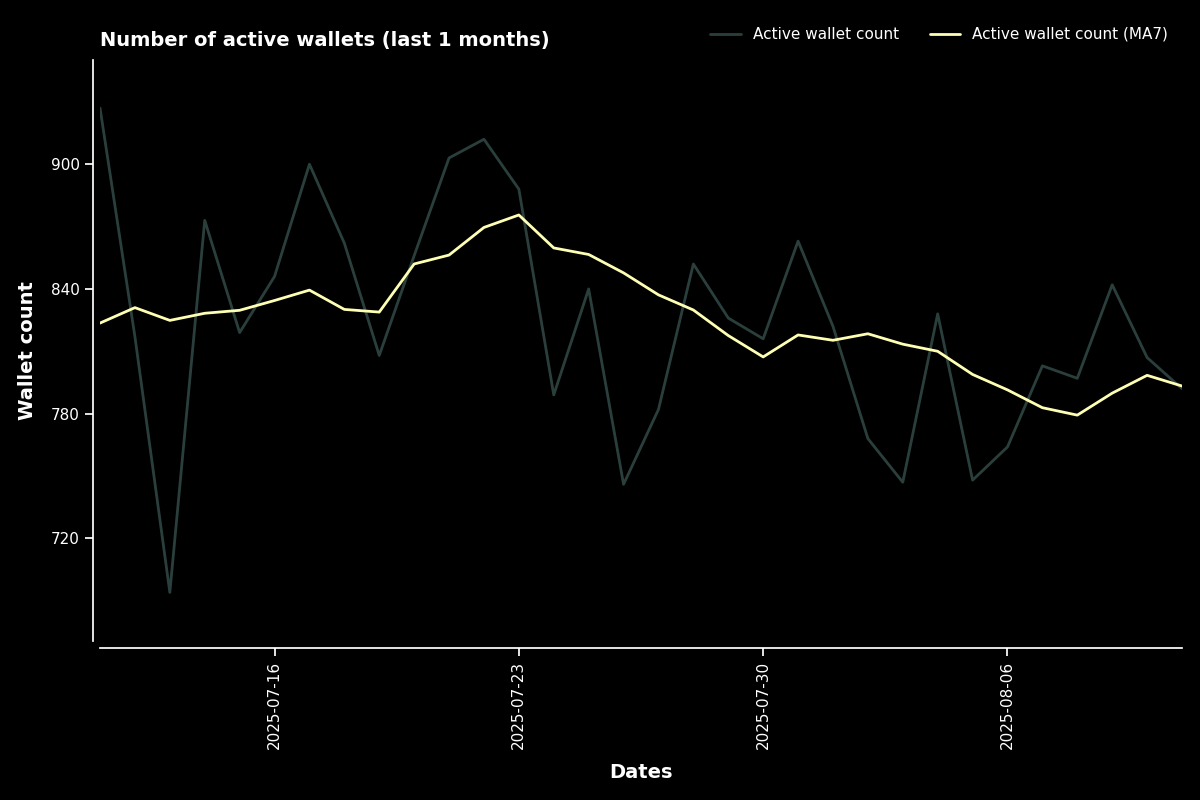 Number of active wallets (last 1 months)
Active wallet count
Active wallet count (MA7)
Wallet count
900
840
780
720
2025-07-16
2025-07-23
2025-07-30
2025-08-06
Dates